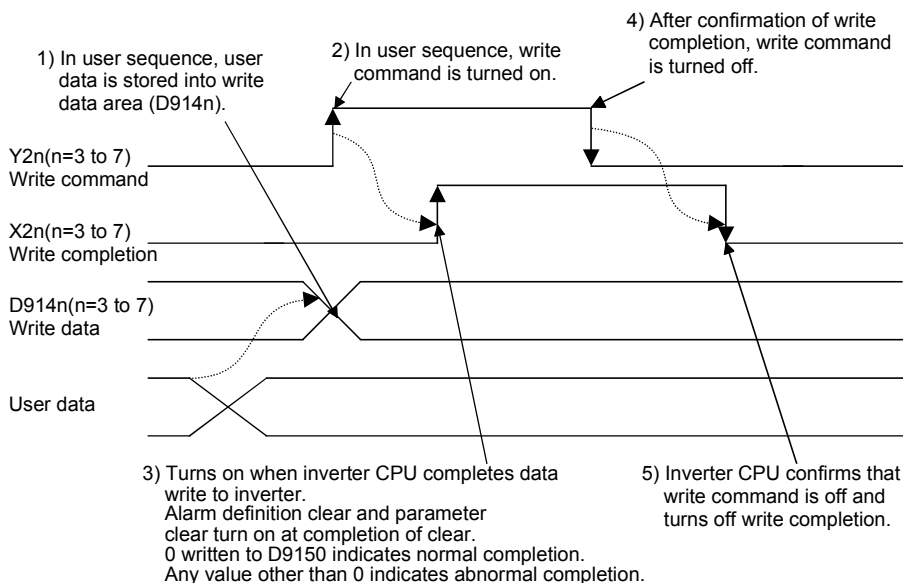 1) In user sequence, user
data is stored into write
data area (D914n).
2) In user sequence, write
command is turned on.
4) After confirmation of write
completion, write command
is turned off.
Y2n(n=3 to 7)
Write command
X2n(n=3 to 7)
Write completion
D914n(n=3 to 7)
Write data
User data
3) Turns on when inverter CPU completes data
write to inverter.
Alarm definition clear and parameter
clear turn on at completion of clear.
0 written to D9150 indicates normal completion.
Any value other than 0 indicates abnormal completion.
5) Inverter CPU confirms that
write command is off and
turns off write completion.